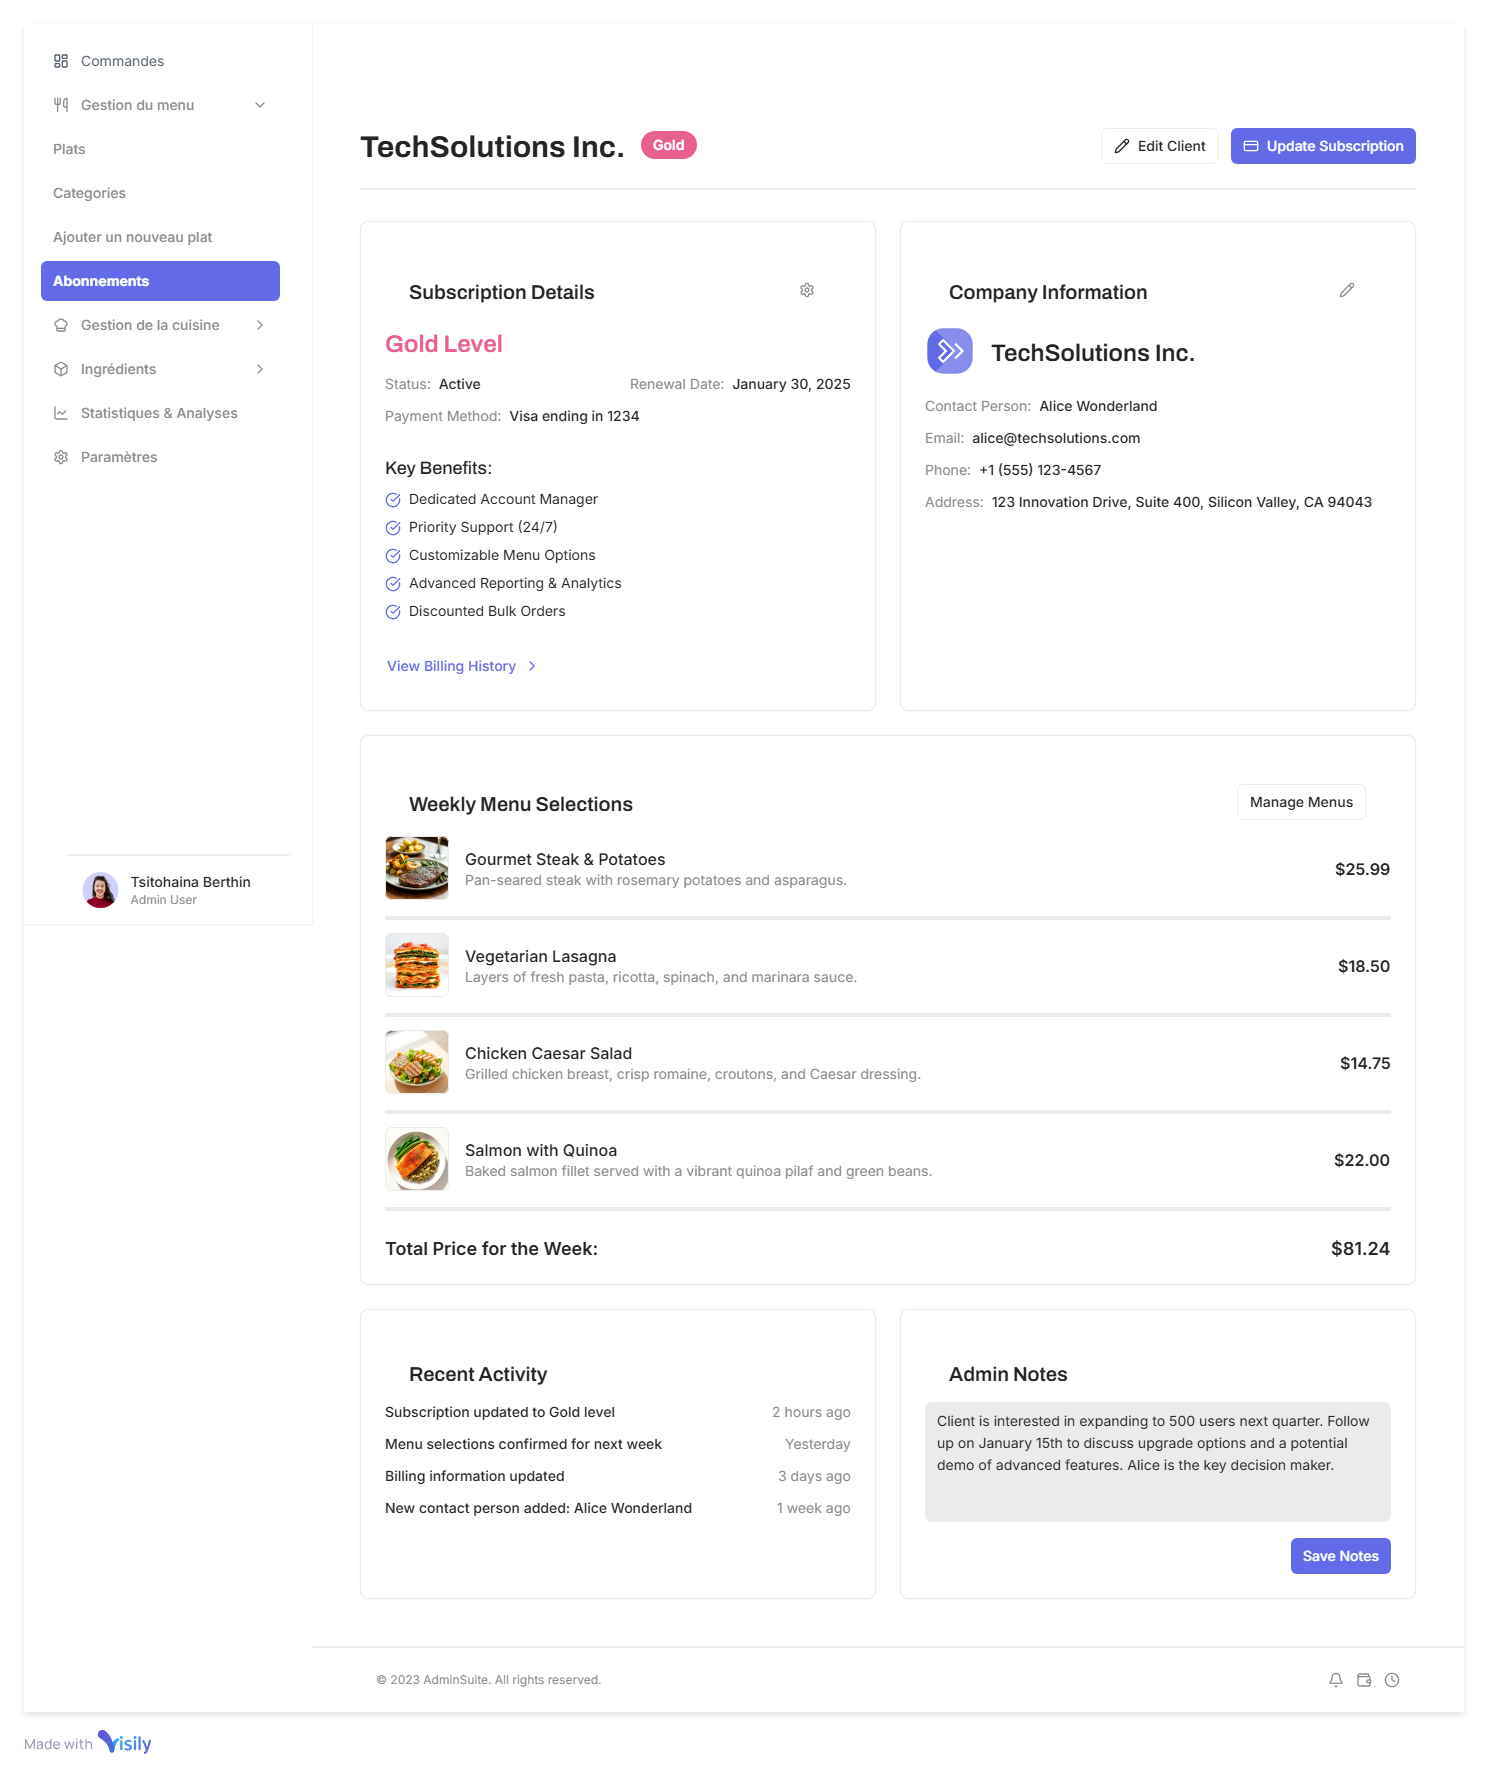 Commandes
Gestion du menu
Plats
Categories
Ajouter un nouveau plat
Abonnements
Gestion de la cuisine
Ingrédients
Statistiques & Analyses
Paramètres
Tsitohaina Berthin
Admin User
TechSolutions Inc. Gold
Edit Client
Update Subscription
Subscription Details
Gold Level
Status: Active Renewal Date: January 30, 2025
Payment Method: Visa ending in 1234
Key Benefits:
Dedicated Account Manager
Priority Support (24/7)
Customizable Menu Options
Advanced Reporting & Analytics
Discounted Bulk Orders
View Billing History
Company Information
TechSolutions Inc.
Contact Person: Alice Wonderland
Email: alice@techsolutions.com
Phone: +1 (555) 123-4567
Address: 123 Innovation Drive, Suite 400, Silicon Valley, CA 94043
Weekly Menu Selections
Manage Menus
Gourmet Steak & Potatoes
Pan-seared steak with rosemary potatoes and asparagus.
$25.99
Vegetarian Lasagna
Layers of fresh pasta, ricotta, spinach, and marinara sauce.
$18.50
Chicken Caesar Salad
Grilled chicken breast, crisp romaine, croutons, and Caesar dressing.
$14.75
Salmon with Quinoa
Baked salmon fillet served with a vibrant quinoa pilaf and green beans.
$22.00
Total Price for the Week: $81.24
Recent Activity
Subscription updated to Gold level 2 hours ago
Menu selections confirmed for next week Yesterday
Billing information updated 3 days ago
New contact person added: Alice Wonderland 1 week ago
Admin Notes
Client is interested in expanding to 500 users next quarter. Follow
up on January 15th to discuss upgrade options and a potential
demo of advanced features. Alice is the key decision maker.
Save Notes
© 2023 AdminSuite. All rights reserved.
Made with Visily